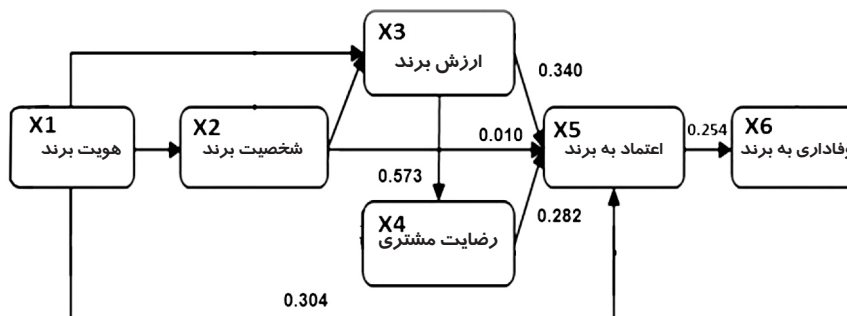 X3
ارزش برند
0.340
X1
هویت برند
X2
شخصیت برند
0.010
X5
اعتماد به برند
0.254
X6
وفاداری به برند
0.573
X4
رضایت مشتری
0.282
0.304